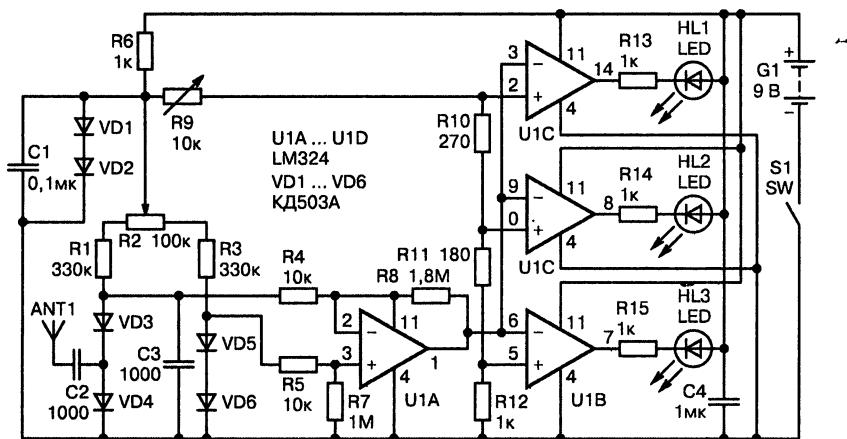 R6
1к
VD1
VD2
C1
0,1мк
R9
10к
U1A ... U1D
LM324
VD1 ... VD6
КД503А
R10
270
3
2
−
+
11
4
14
U1C
R13
1к
HL1
LED
+
G1
9 В
−
S1
SW
9
0
−
+
11
4
8
U1C
R14
1к
HL2
LED
R1
330к
R2
100к
R3
330к
R4
10к
R11
180
R8
1,8М
ANT1
C2
1000
VD3
VD4
C3
1000
VD5
VD6
R5
10к
R7
1М
2
3
−
+
11
4
1
U1A
R12
1к
6
5
−
+
11
4
7
U1B
R15
1к
HL3
LED
C4
1мк